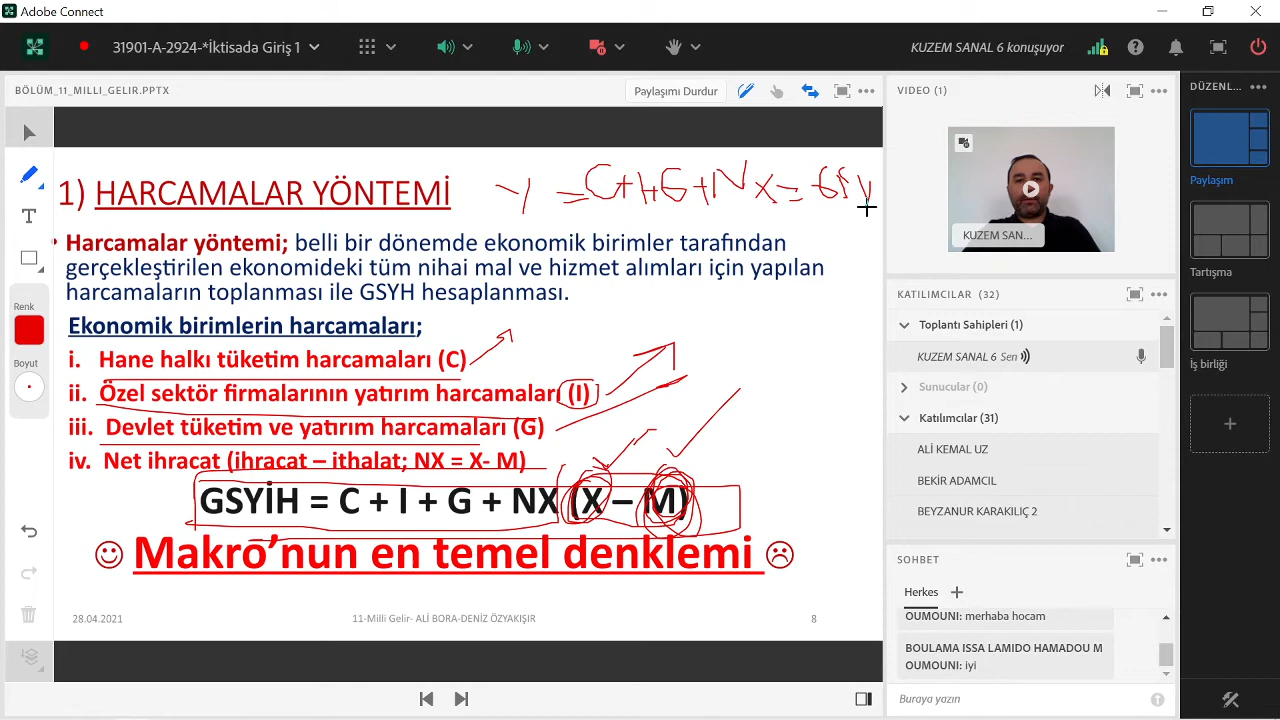 Adobe Connect
31901-A-2924-*İktisada Giriş 1
KUZEM SANAL 6 konuşuyor
BÖLÜM_11_MILLI_GELIR.PPTX
Paylaşımı Durdur
1) HARCAMALAR YÖNTEMİ
Y = C+I+G+NX = GSY
• Harcamalar yöntemi; belli bir dönemde ekonomik birimler tarafından
gerçekleştirilen ekonomideki tüm nihai mal ve hizmet alımları için yapılan
harcamaların toplanması ile GSYH hesaplanması.
Ekonomik birimlerin harcamaları;
i. Hane halkı tüketim harcamaları (C)
ii. Özel sektör firmalarının yatırım harcamaları (I)
iii. Devlet tüketim ve yatırım harcamaları (G)
iv. Net ihracat (ihracat – ithalat; NX = X- M)
GSYİH = C + I + G + NX (X – M)
Makro’nun en temel denklemi
28.04.2021
11-Milli Gelir- ALİ BORA-DENİZ ÖZYAKIŞIR
8
Renk
Boyut
VIDEO (1)
KUZEM SAN...
KATILIMCILAR (32)
Toplantı Sahipleri (1)
KUZEM SANAL 6 Sen
Sunucular (0)
Katılımcılar (31)
ALİ KEMAL UZ
BEKİR ADAMCIL
BEYZANUR KARAKILIÇ 2
SOHBET
Herkes
OUMOUNI: merhaba hocam
BOULAMA ISSA LAMIDO HAMADOU M
OUMOUNI: iyi
Buraya yazın
DÜZENL...
Paylaşım
Tartışma
İş birliği